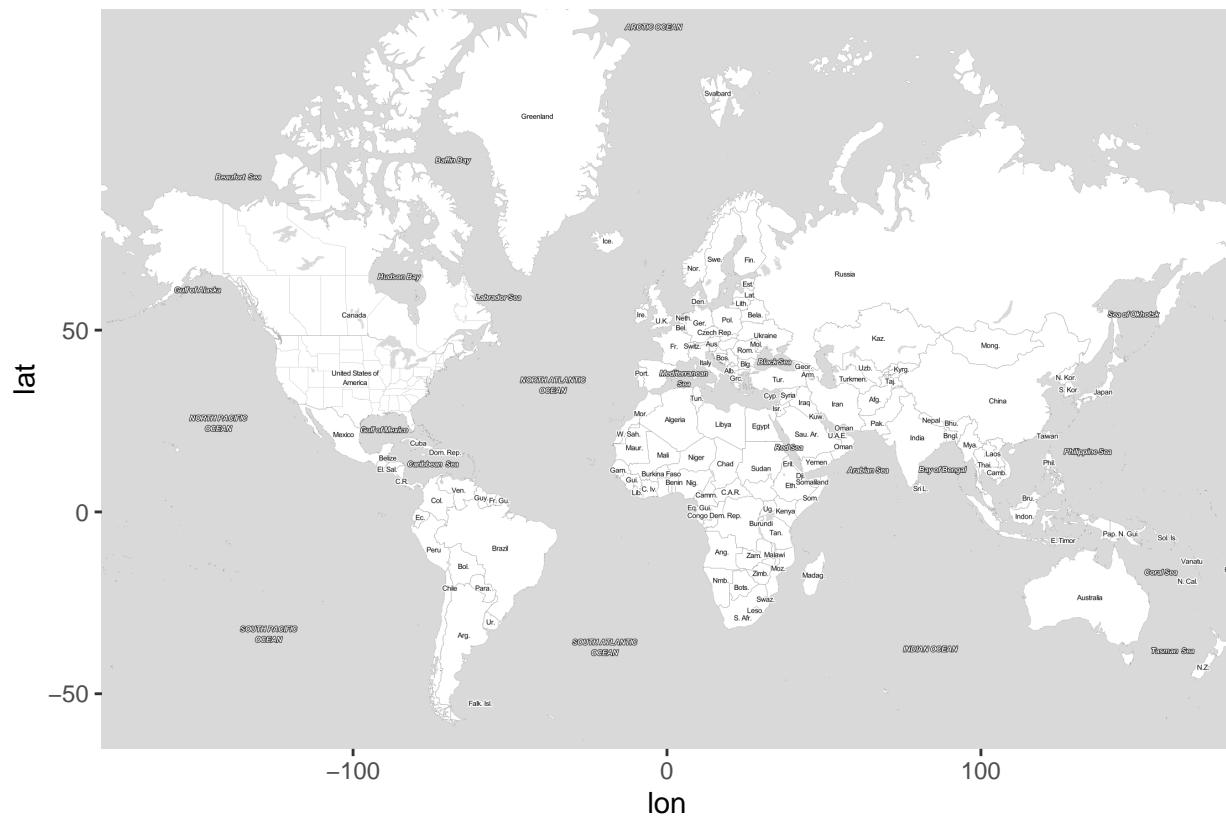 ARCTIC OCEAN
Svalbard
Greenland
Baffin Bay
Beaufort Sea
Ice.
Swe.
Fin.
Nor.
Russia
Hudson Bay
Gulf of Alaska
Labrador Sea
Est.
Lat.
Lith.
Den.
Canada
Ire.
U.K.
Neth.
Bel.
Ger.
Pol.
Bela.
Sea of Okhotsk
50
Czech Rep.
Ukraine
Kaz.
Mong.
Fr.
Switz.
Aus.
Mol.
Rom.
Bos.
Italy
Blg.
Black Sea
Geor.
Arm.
Uzb.
Kyrg.
Alb.
Grc.
Port.
Mediterranean
Sea
Tur.
Turkmen.
Taj.
N. Kor.
S. Kor.
Japan
United States of
America
NORTH ATLANTIC
OCEAN
Tun.
Cyp.
Syria
Isr.
Iraq
Iran
Afg.
China
lat
NORTH PACIFIC
OCEAN
Mexico
Gulf of Mexico
Mor.
Algeria
Libya
Egypt
Kuw.
Pak.
Nepal
Bhu.
W. Sah.
Sau. Ar.
Oman
U.A.E.
Oman
India
Bngl.
Taiwan
Cuba
Maur.
Mya.
Red Sea
Dom. Rep.
Belize
Mali
Niger
Laos
Philippine Sea
El. Sal.
Caribbean Sea
Gam.
Burkina Faso
Chad
Sudan
Erit.
Yemen
Arabian Sea
Bay of Bengal
Thai.
Camb.
Phil.
C.R.
Gui.
Benin
Nig.
Dj.
Somaliland
Eth.
Sri L.
Ven.
Lib.
C. Iv.
Camm.
C.A.R.
Som.
Bru.
Col.
Guy.
Fr. Gu.
Eq. Gui.
Ug.
Kenya
0
Ec.
Congo
Dem. Rep.
Burundi
Indon.
Tan.
Pap. N. Gui.
Sol. Is.
E. Timor
Peru
Brazil
Ang.
Zam.
Malawi
Vanatu
Bol.
Moz.
Zimb.
Madag.
Coral Sea
N. Cal.
Chile
Para.
Nmb.
Bots.
Swaz.
Australia
Leso.
S. Afr.
Ur.
SOUTH PACIFIC
OCEAN
Arg.
SOUTH ATLANTIC
OCEAN
INDIAN OCEAN
Tasman Sea
N.Z.
−50
Falk. Isl.
−100
0
100
lon